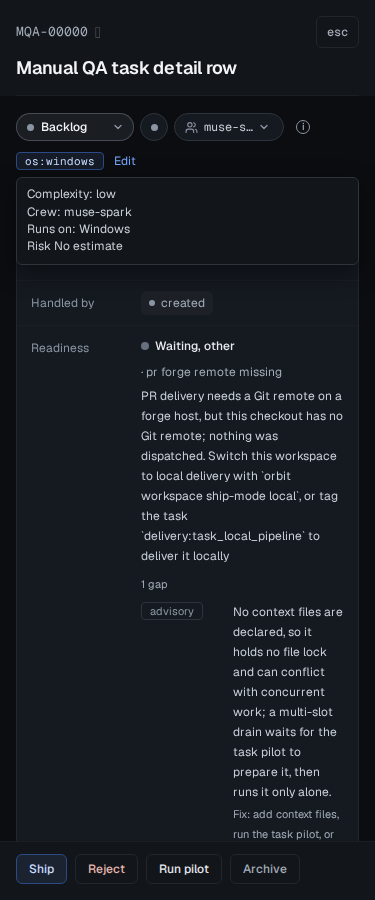 MQA-00000
esc
Manual QA task detail row
Backlog
muse-s…
os:windows Edit
Complexity: low
Crew: muse-spark
Runs on: Windows
Risk No estimate
Handled by created
Readiness Waiting, other
· pr forge remote missing
PR delivery needs a Git remote on a
forge host, but this checkout has no
Git remote; nothing was
dispatched. Switch this workspace
to local delivery with `orbit
workspace ship-mode local`, or tag
the task
`delivery:task_local_pipeline` to
deliver it locally
1 gap
advisory No context files are
declared, so it
holds no file lock
and can conflict
with concurrent
work; a multi-slot
drain waits for the
task pilot to
prepare it, then
runs it only alone.
Fix: add context files,
run the task pilot, or
Ship Reject Run pilot Archive